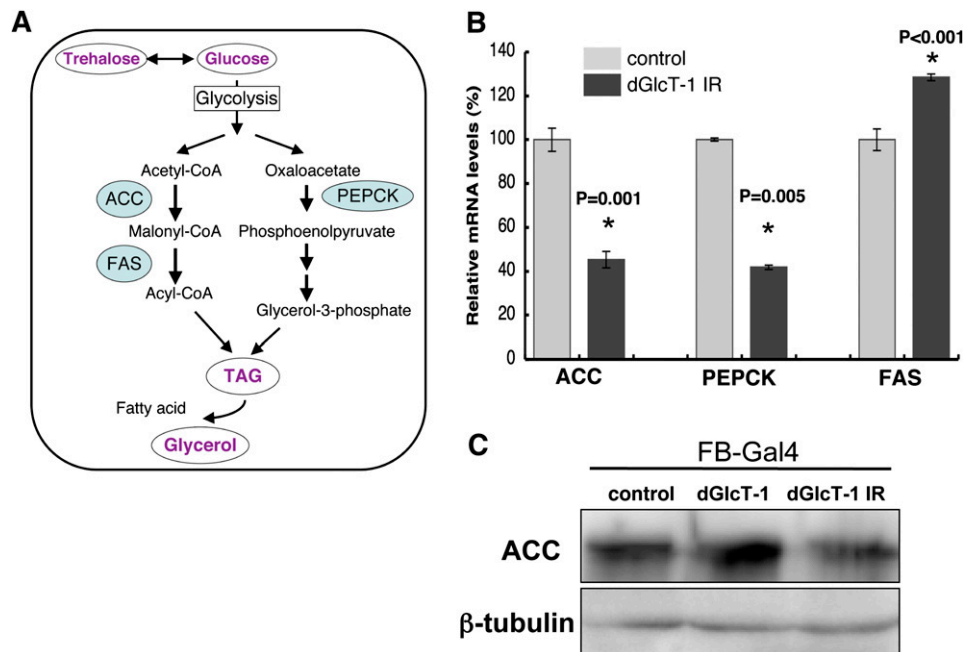 A
Trehalose Glucose
Glycolysis
Acetyl-CoA Oxaloacetate
ACC PEPCK
Malonyl-CoA Phosphoenolpyruvate
FAS
Acyl-CoA Glycerol-3-phosphate
TAG
Fatty acid
Glycerol
B
Relative mRNA levels (%)
140
120
100
80
60
40
20
0
control
dGlcT-1 IR
P=0.001
*
P=0.005
*
P<0.001
*
ACC PEPCK FAS
C
FB-Gal4
control dGlcT-1 dGlcT-1 IR
ACC
β-tubulin